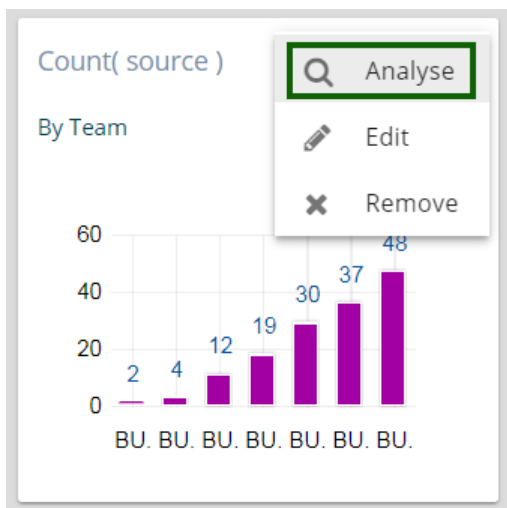 Count( source )
Analyse
By Team
Edit
Remove
60
48
40
37
30
20
19
12
4
2
0
BU. BU. BU. BU. BU. BU. BU.